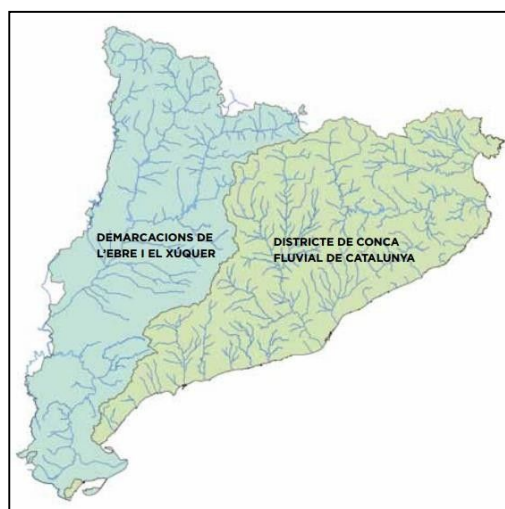 DEMARCACIONS DE
L'EBRE I EL XÚQUER
DISTRICTE DE CONCA
FLUVIAL DE CATALUNYA